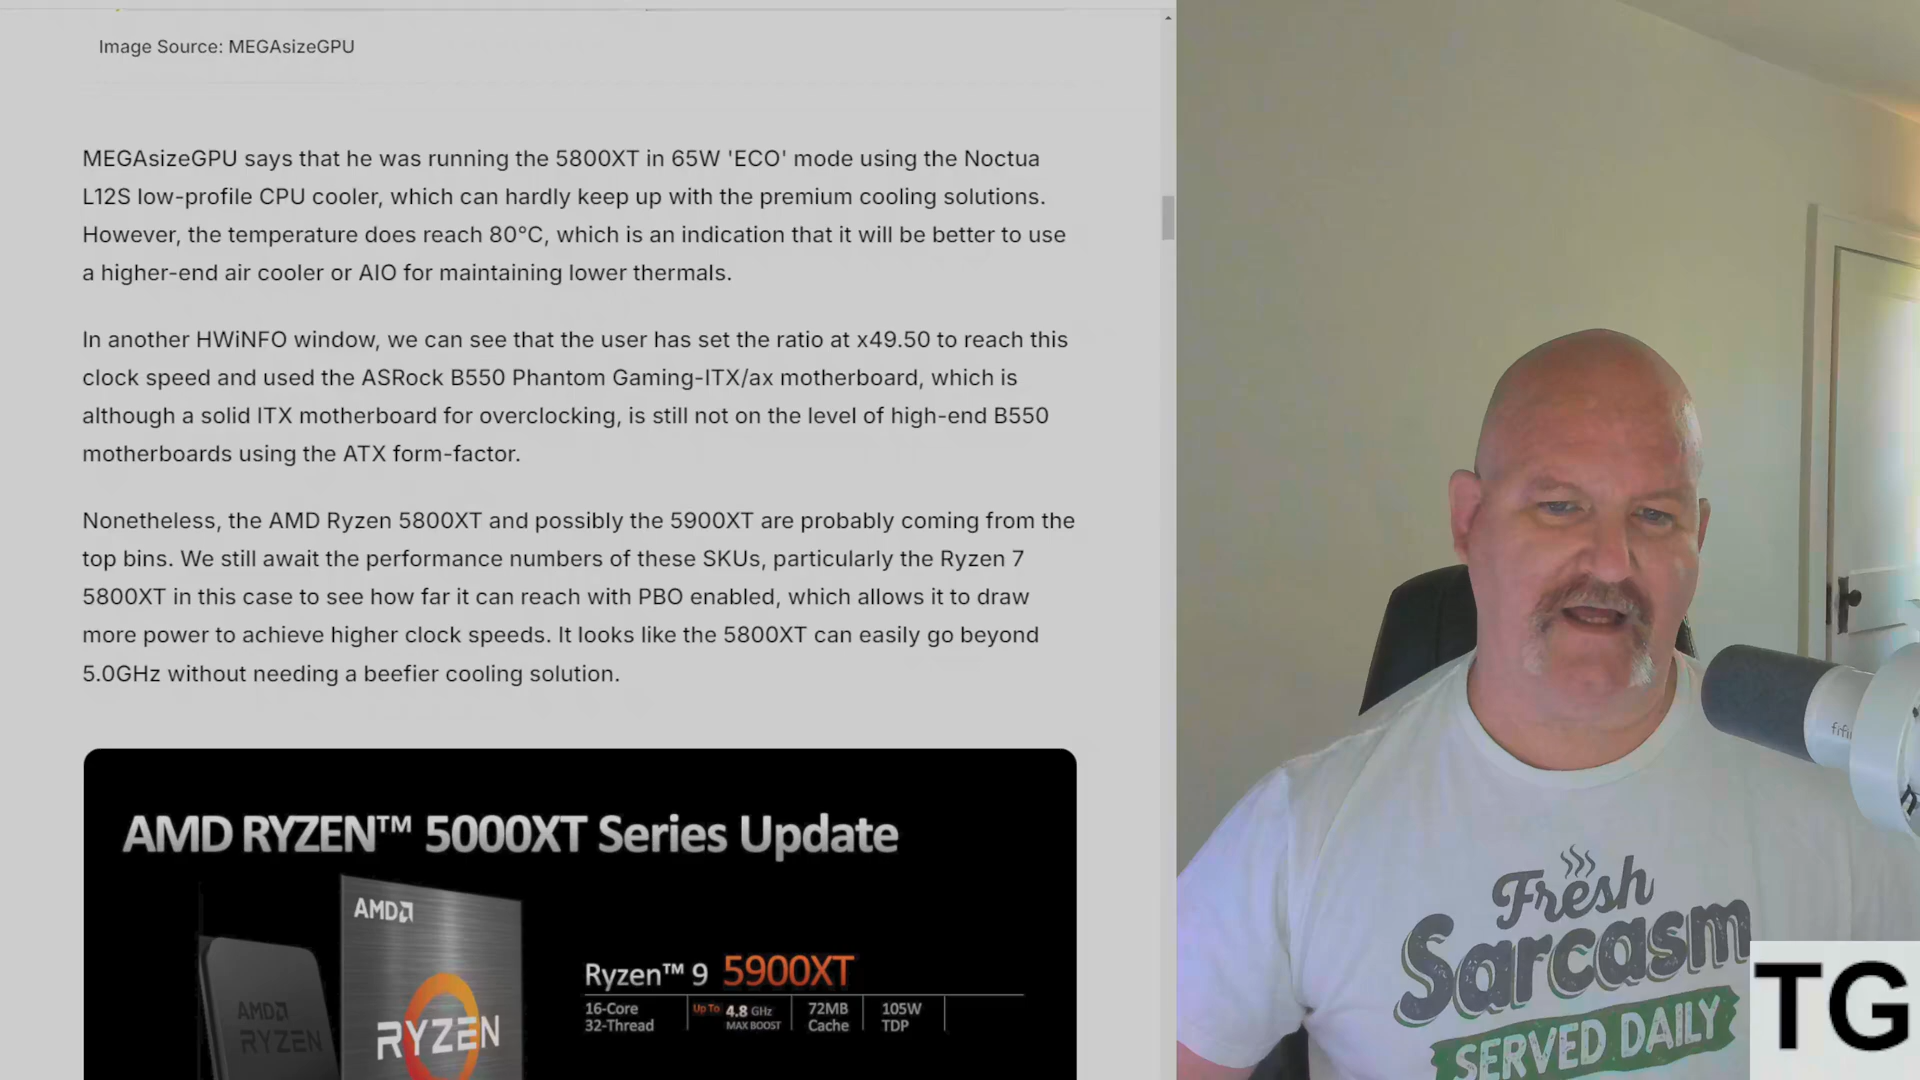 Image Source: MEGAsizeGPU
MEGAsizeGPU says that he was running the 5800XT in 65W 'ECO' mode using the Noctua
L12S low-profile CPU cooler, which can hardly keep up with the premium cooling solutions.
However, the temperature does reach 80°C, which is an indication that it will be better to use
a higher-end air cooler or AIO for maintaining lower thermals.
In another HWiNFO window, we can see that the user has set the ratio at x49.50 to reach this
clock speed and used the ASRock B550 Phantom Gaming-ITX/ax motherboard, which is
although a solid ITX motherboard for overclocking, is still not on the level of high-end B550
motherboards using the ATX form-factor.
Nonetheless, the AMD Ryzen 5800XT and possibly the 5900XT are probably coming from the
top bins. We still await the performance numbers of these SKUs, particularly the Ryzen 7
5800XT in this case to see how far it can reach with PBO enabled, which allows it to draw
more power to achieve higher clock speeds. It looks like the 5800XT can easily go beyond
5.0GHz without needing a beefier cooling solution.
AMD RYZEN™ 5000XT Series Update
AMD
RYZEN
AMD
RYZEN
Ryzen™ 9 5900XT
16-Core Up To 4.8 GHz 72MB 105W
32-Thread MAX BOOST Cache TDP
Fresh
Sarcasm
SERVED DAILY
TG